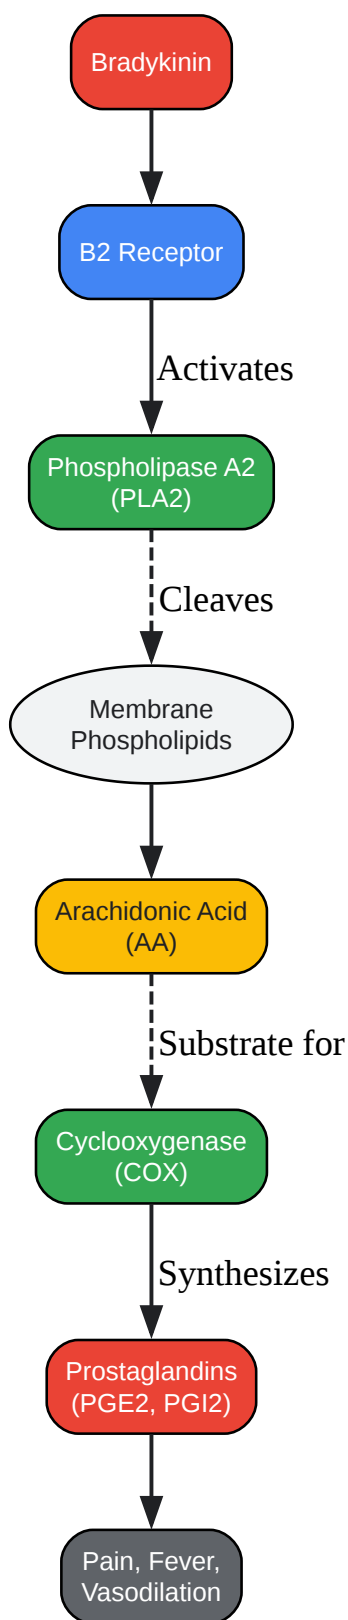 Bradykinin
B2 Receptor
Activates
Phospholipase A2
(PLA2)
Cleaves
Membrane
Phospholipids
Arachidonic Acid
(AA)
Substrate for
Cyclooxygenase
(COX)
Synthesizes
Prostaglandins
(PGE2, PGI2)
Pain, Fever,
Vasodilation